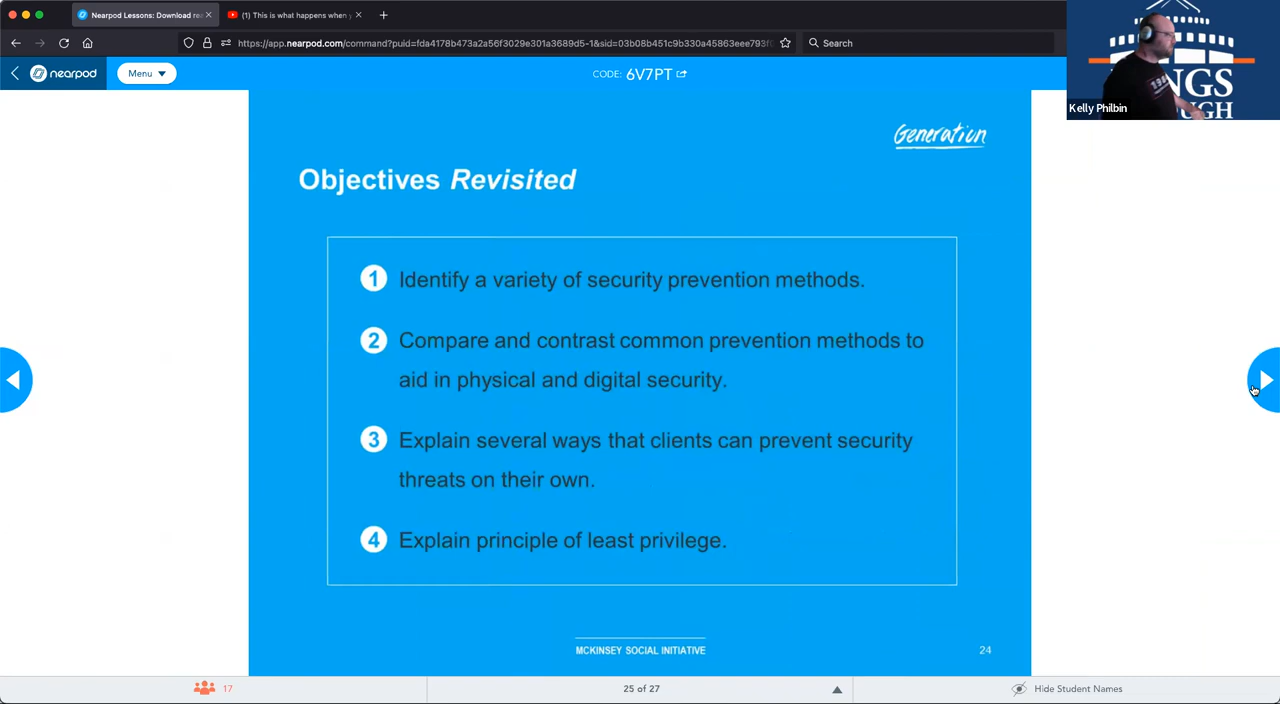 Nearpod Lessons: Download rea
(1) This is what happens when
https://app.nearpod.com/command?puid=fda4178b473a2a56f3029e301a3689d5-1&sid=03b08b451c9b330a45863eee793f
Search
nearpod
Menu
CODE: 6V7PT
NGS
UGH
Kelly Philbin
Generation
Objectives Revisited
1 Identify a variety of security prevention methods.
2 Compare and contrast common prevention methods to
aid in physical and digital security.
3 Explain several ways that clients can prevent security
threats on their own.
4 Explain principle of least privilege.
MCKINSEY SOCIAL INITIATIVE
24
17
25 of 27
Hide Student Names